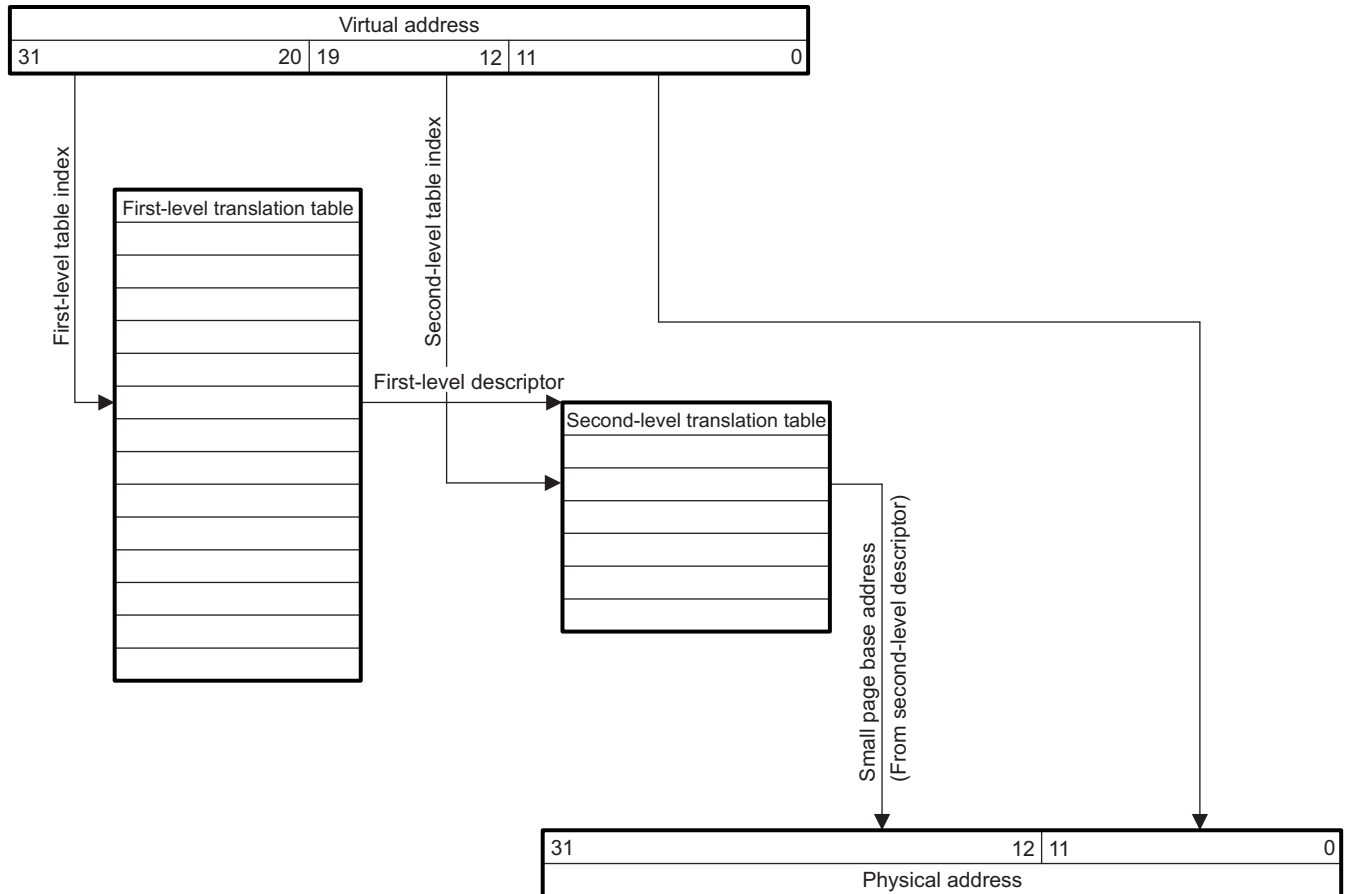 Virtual address
31 20 19 12 11 0
First-level table index
Second-level table index
First-level translation table
First-level descriptor
Second-level translation table
Small page base address
(From second-level descriptor)
31 12 11 0
Physical address